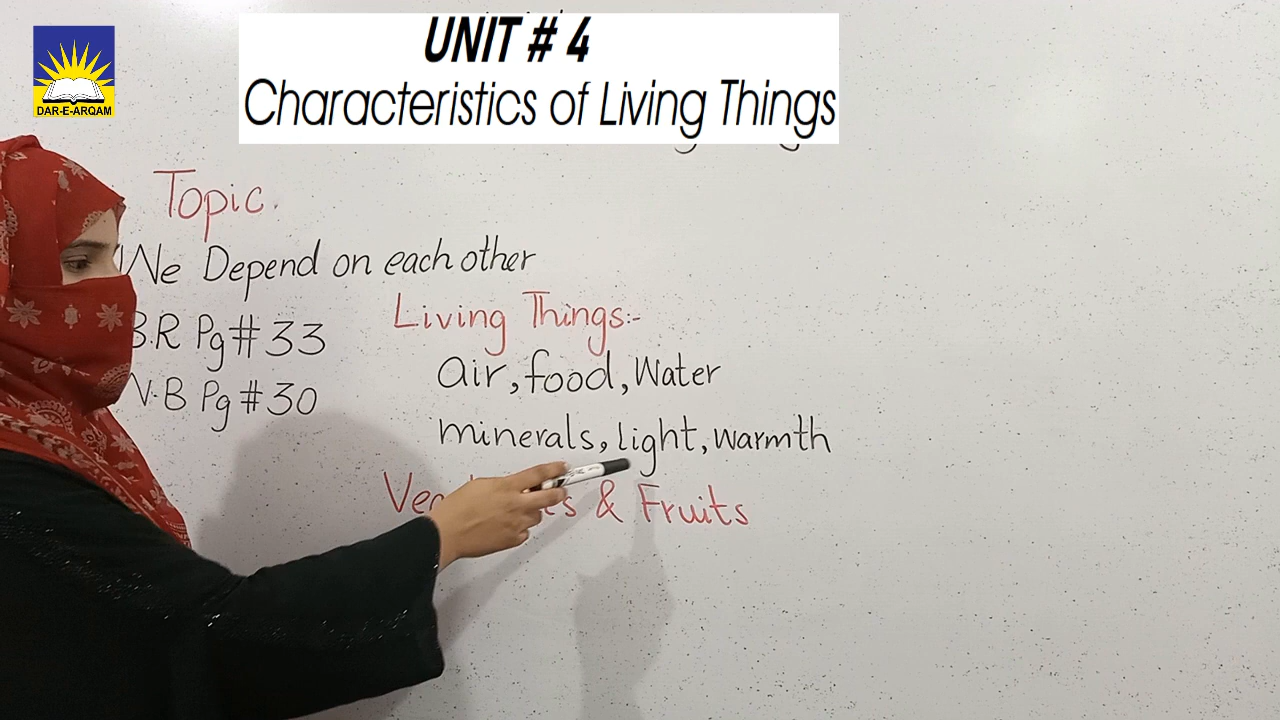 UNIT # 4
Characteristics of Living Things
DAR-E-ARQAM
Topic.
We Depend on each other
B.R Pg# 33
W.B Pg# 30
Living Things:-
air, food, Water
minerals, light, warmth
& Fruits